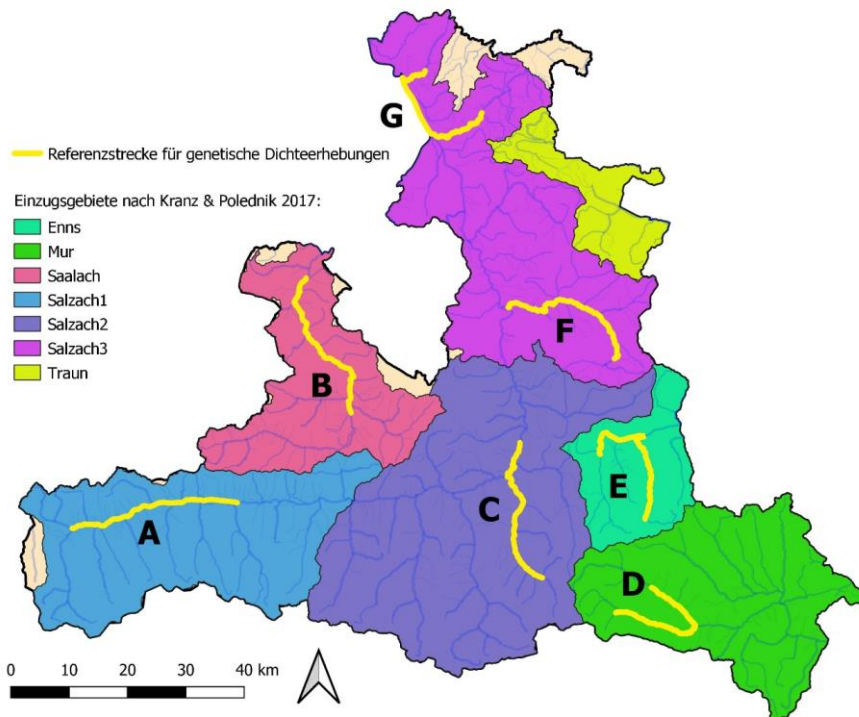 G
Referenzstrecke für genetische Dichteerhebungen
Einzugsgebiete nach Kranz & Polednik 2017:
Enns
Mur
Saalach
Salzach1
Salzach2
Salzach3
Traun
F
B
E
C
A
D
0 10 20 30 40 km